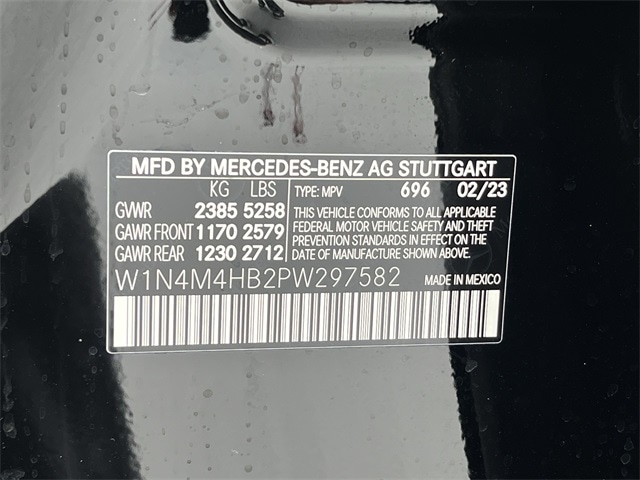 MFD BY MERCEDES-BENZ AG STUTTGART
KG LBS TYPE: MPV 696 02/23
GVWR 2385 5258
GAWR FRONT 1170 2579
GAWR REAR 1230 2712
THIS VEHICLE CONFORMS TO ALL APPLICABLE
FEDERAL MOTOR VEHICLE SAFETY AND THEFT
PREVENTION STANDARDS IN EFFECT ON THE
DATE OF MANUFACTURE SHOWN ABOVE.
W1N4M4HB2PW297582 MADE IN MEXICO